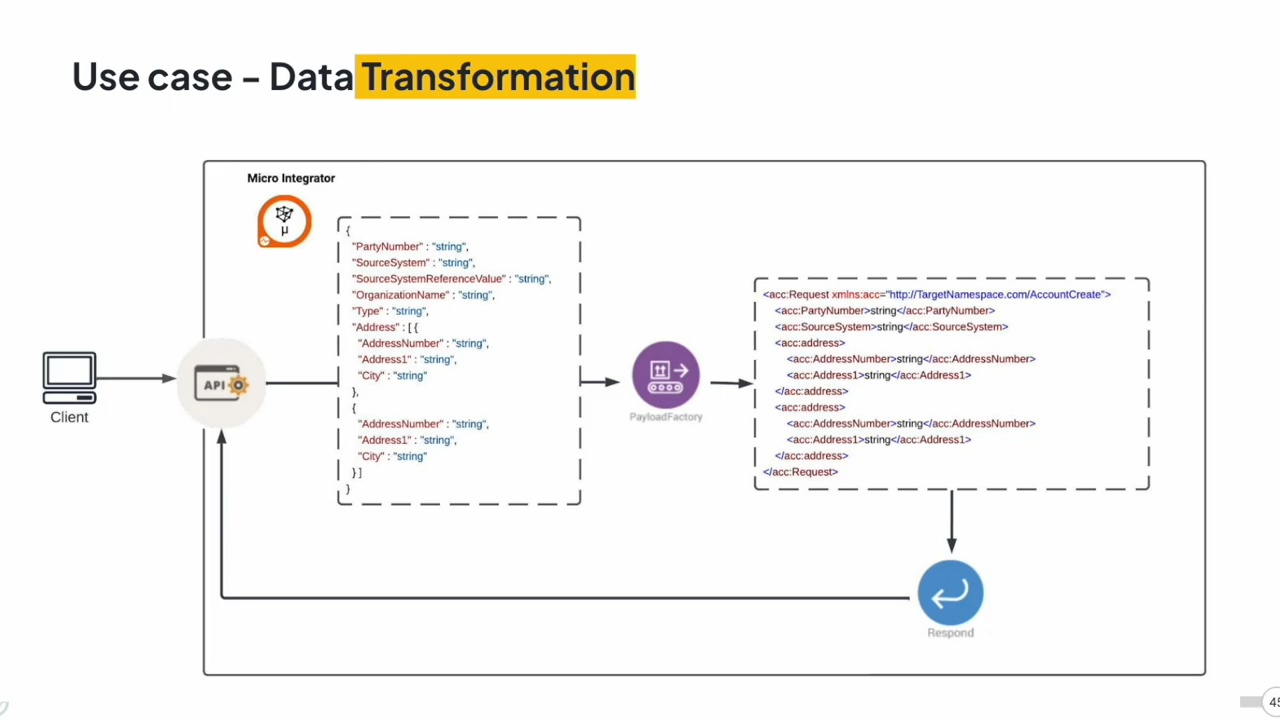 Use case – Data Transformation
Micro Integrator
µ
{
"PartyNumber" : "string",
"SourceSystem" : "string",
"SourceSystemReferenceValue" : "string",
"OrganizationName" : "string",
"Type" : "string",
"Address" : [ {
"AddressNumber" : "string",
"Address1" : "string",
"City" : "string"
},
{
"AddressNumber" : "string",
"Address1" : "string",
"City" : "string"
} ]
}
Client
API
PayloadFactory
<acc:Request xmlns:acc="http://TargetNamespace.com/AccountCreate">
<acc:PartyNumber>string</acc:PartyNumber>
<acc:SourceSystem>string</acc:SourceSystem>
<acc:address>
<acc:AddressNumber>string</acc:AddressNumber>
<acc:Address1>string</acc:Address1>
</acc:address>
<acc:address>
<acc:AddressNumber>string</acc:AddressNumber>
<acc:Address1>string</acc:Address1>
</acc:address>
</acc:Request>
Respond
45